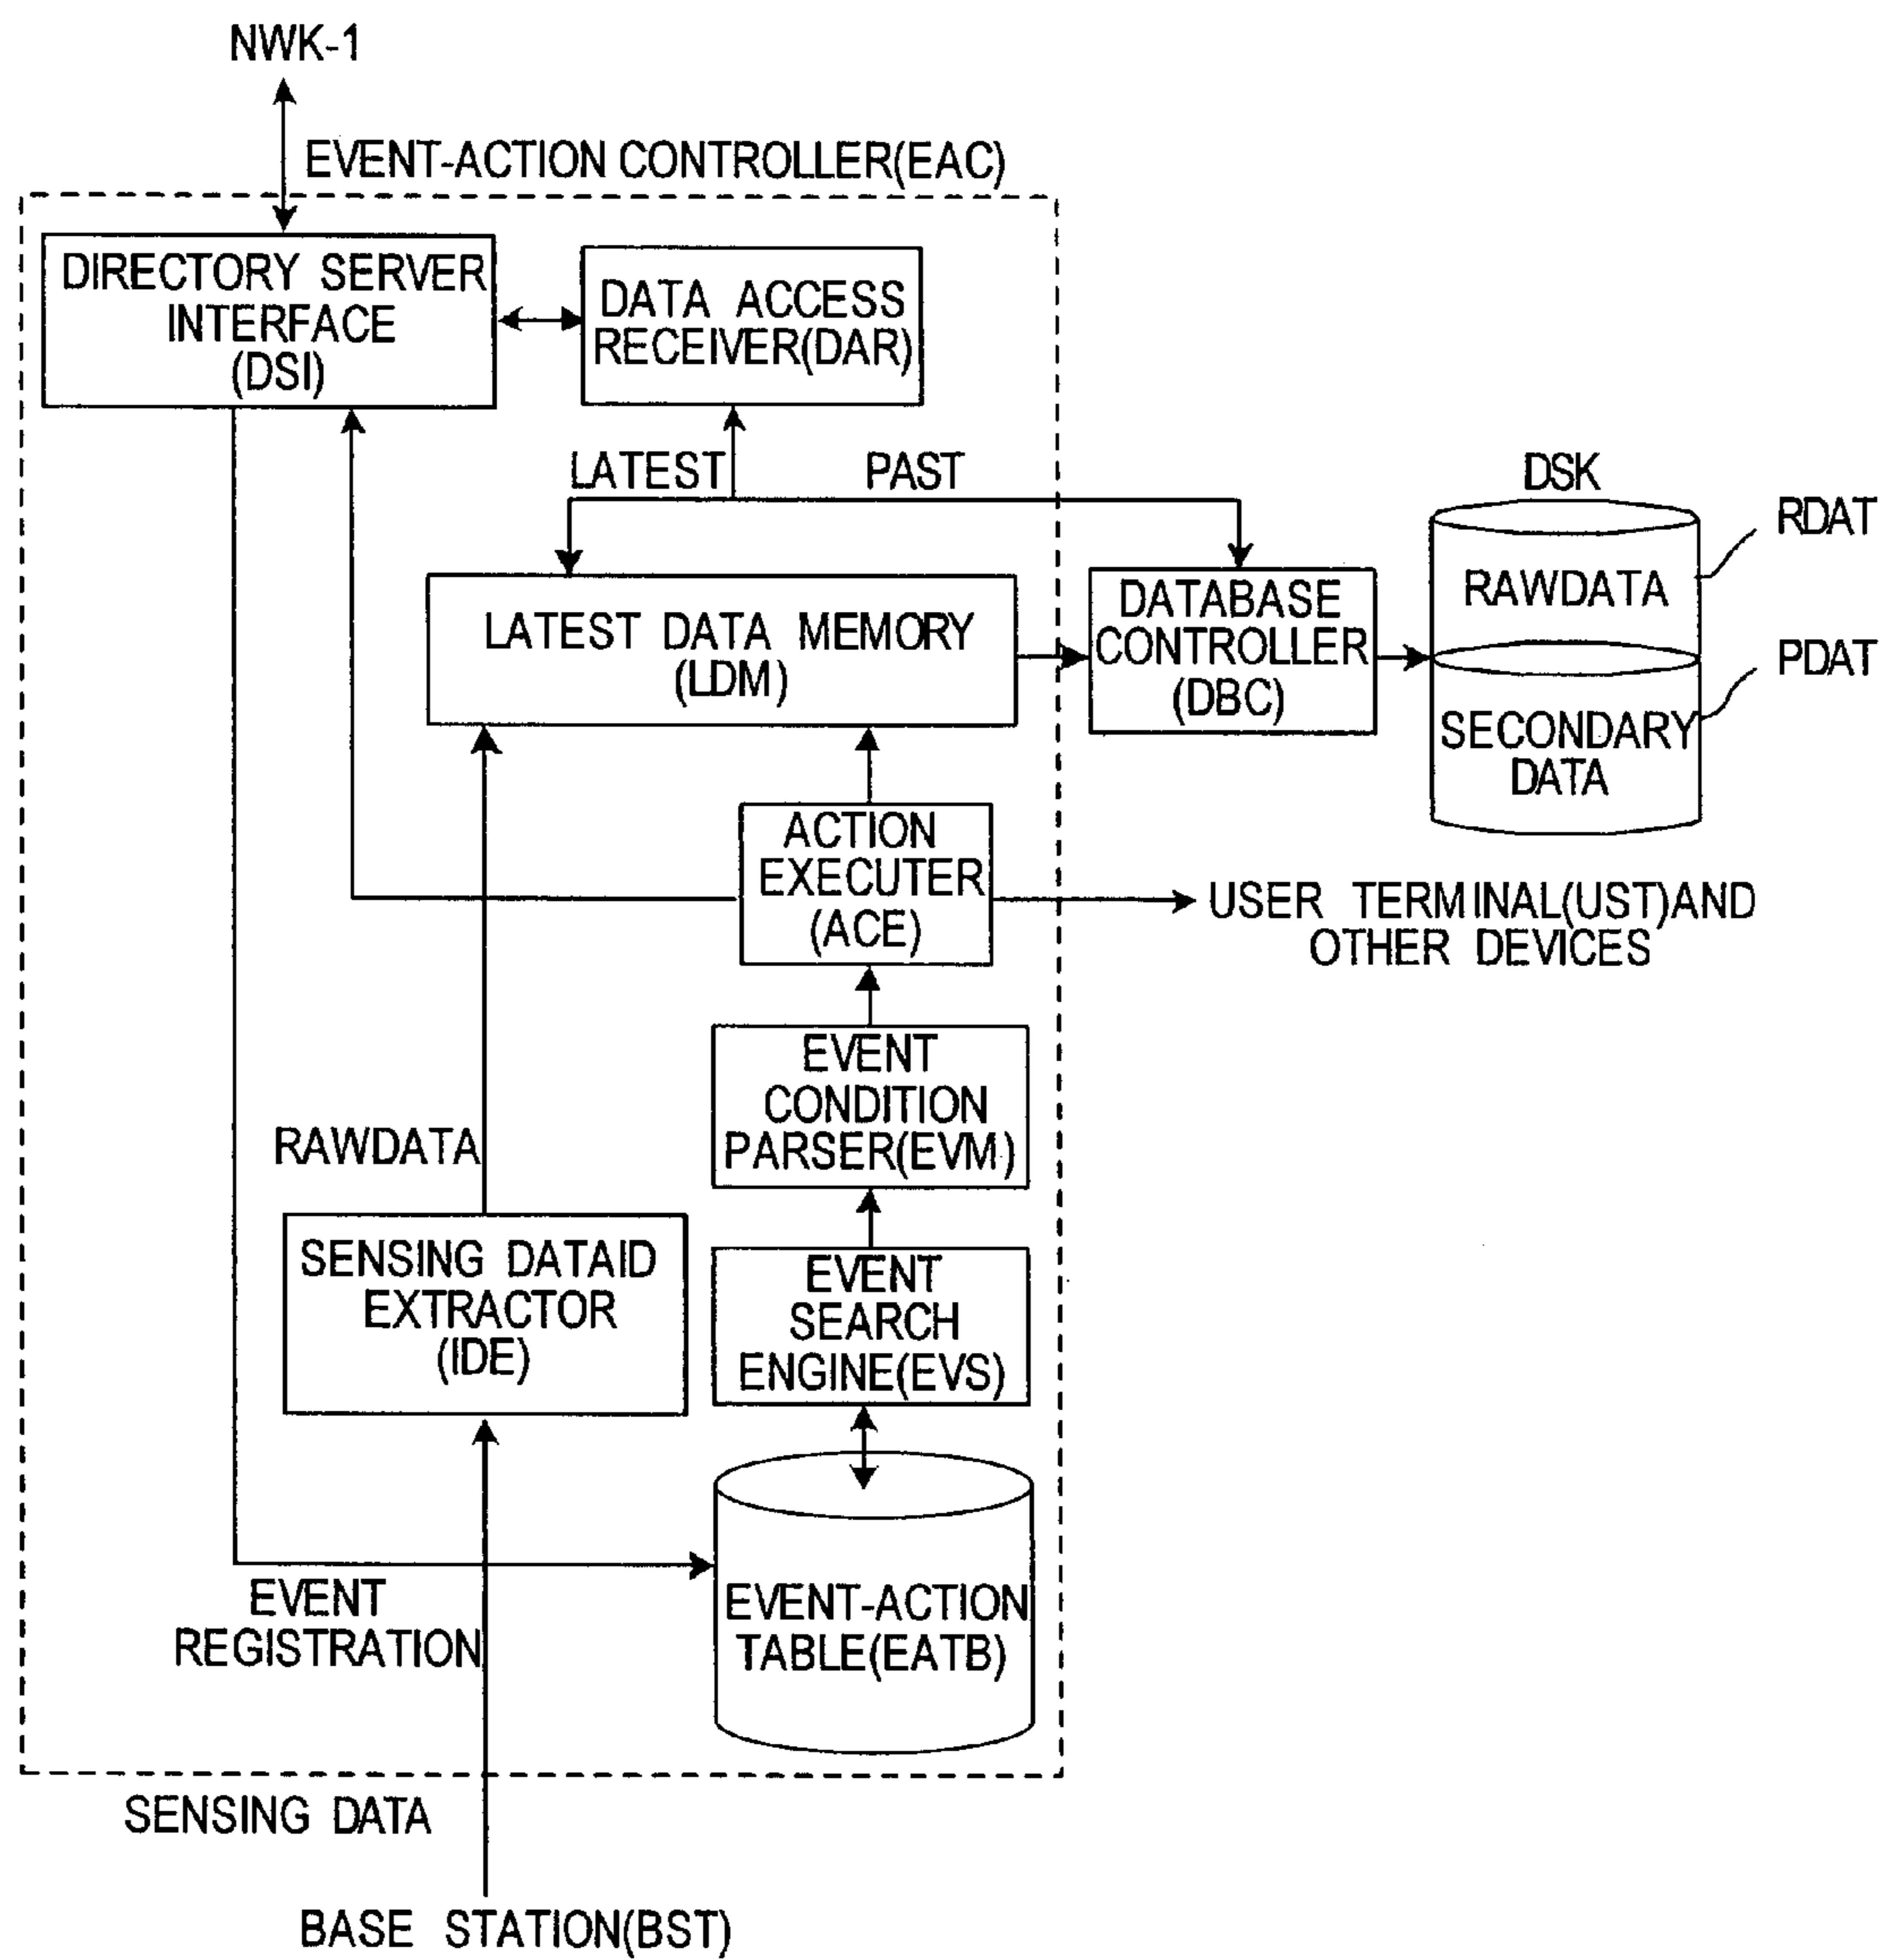 NWK-1
EVENT-ACTION CONTROLLER(EAC)
DIRECTORY SERVER
INTERFACE
(DSI)
DATA ACCESS
RECEIVER(DAR)
LATEST
PAST
DSK
RDAT
RAWDATA
PDAT
SECONDARY
DATA
LATEST DATA MEMORY
(LDM)
DATABASE
CONTROLLER
(DBC)
ACTION
EXECUTER
(ACE)
USER TERMINAL(UST)AND
OTHER DEVICES
EVENT
CONDITION
PARSER(EVM)
RAWDATA
SENSING DATAID
EXTRACTOR
(IDE)
EVENT
SEARCH
ENGINE(EVS)
EVENT
REGISTRATION
EVENT-ACTION
TABLE(EATB)
SENSING DATA
BASE STATION(BST)